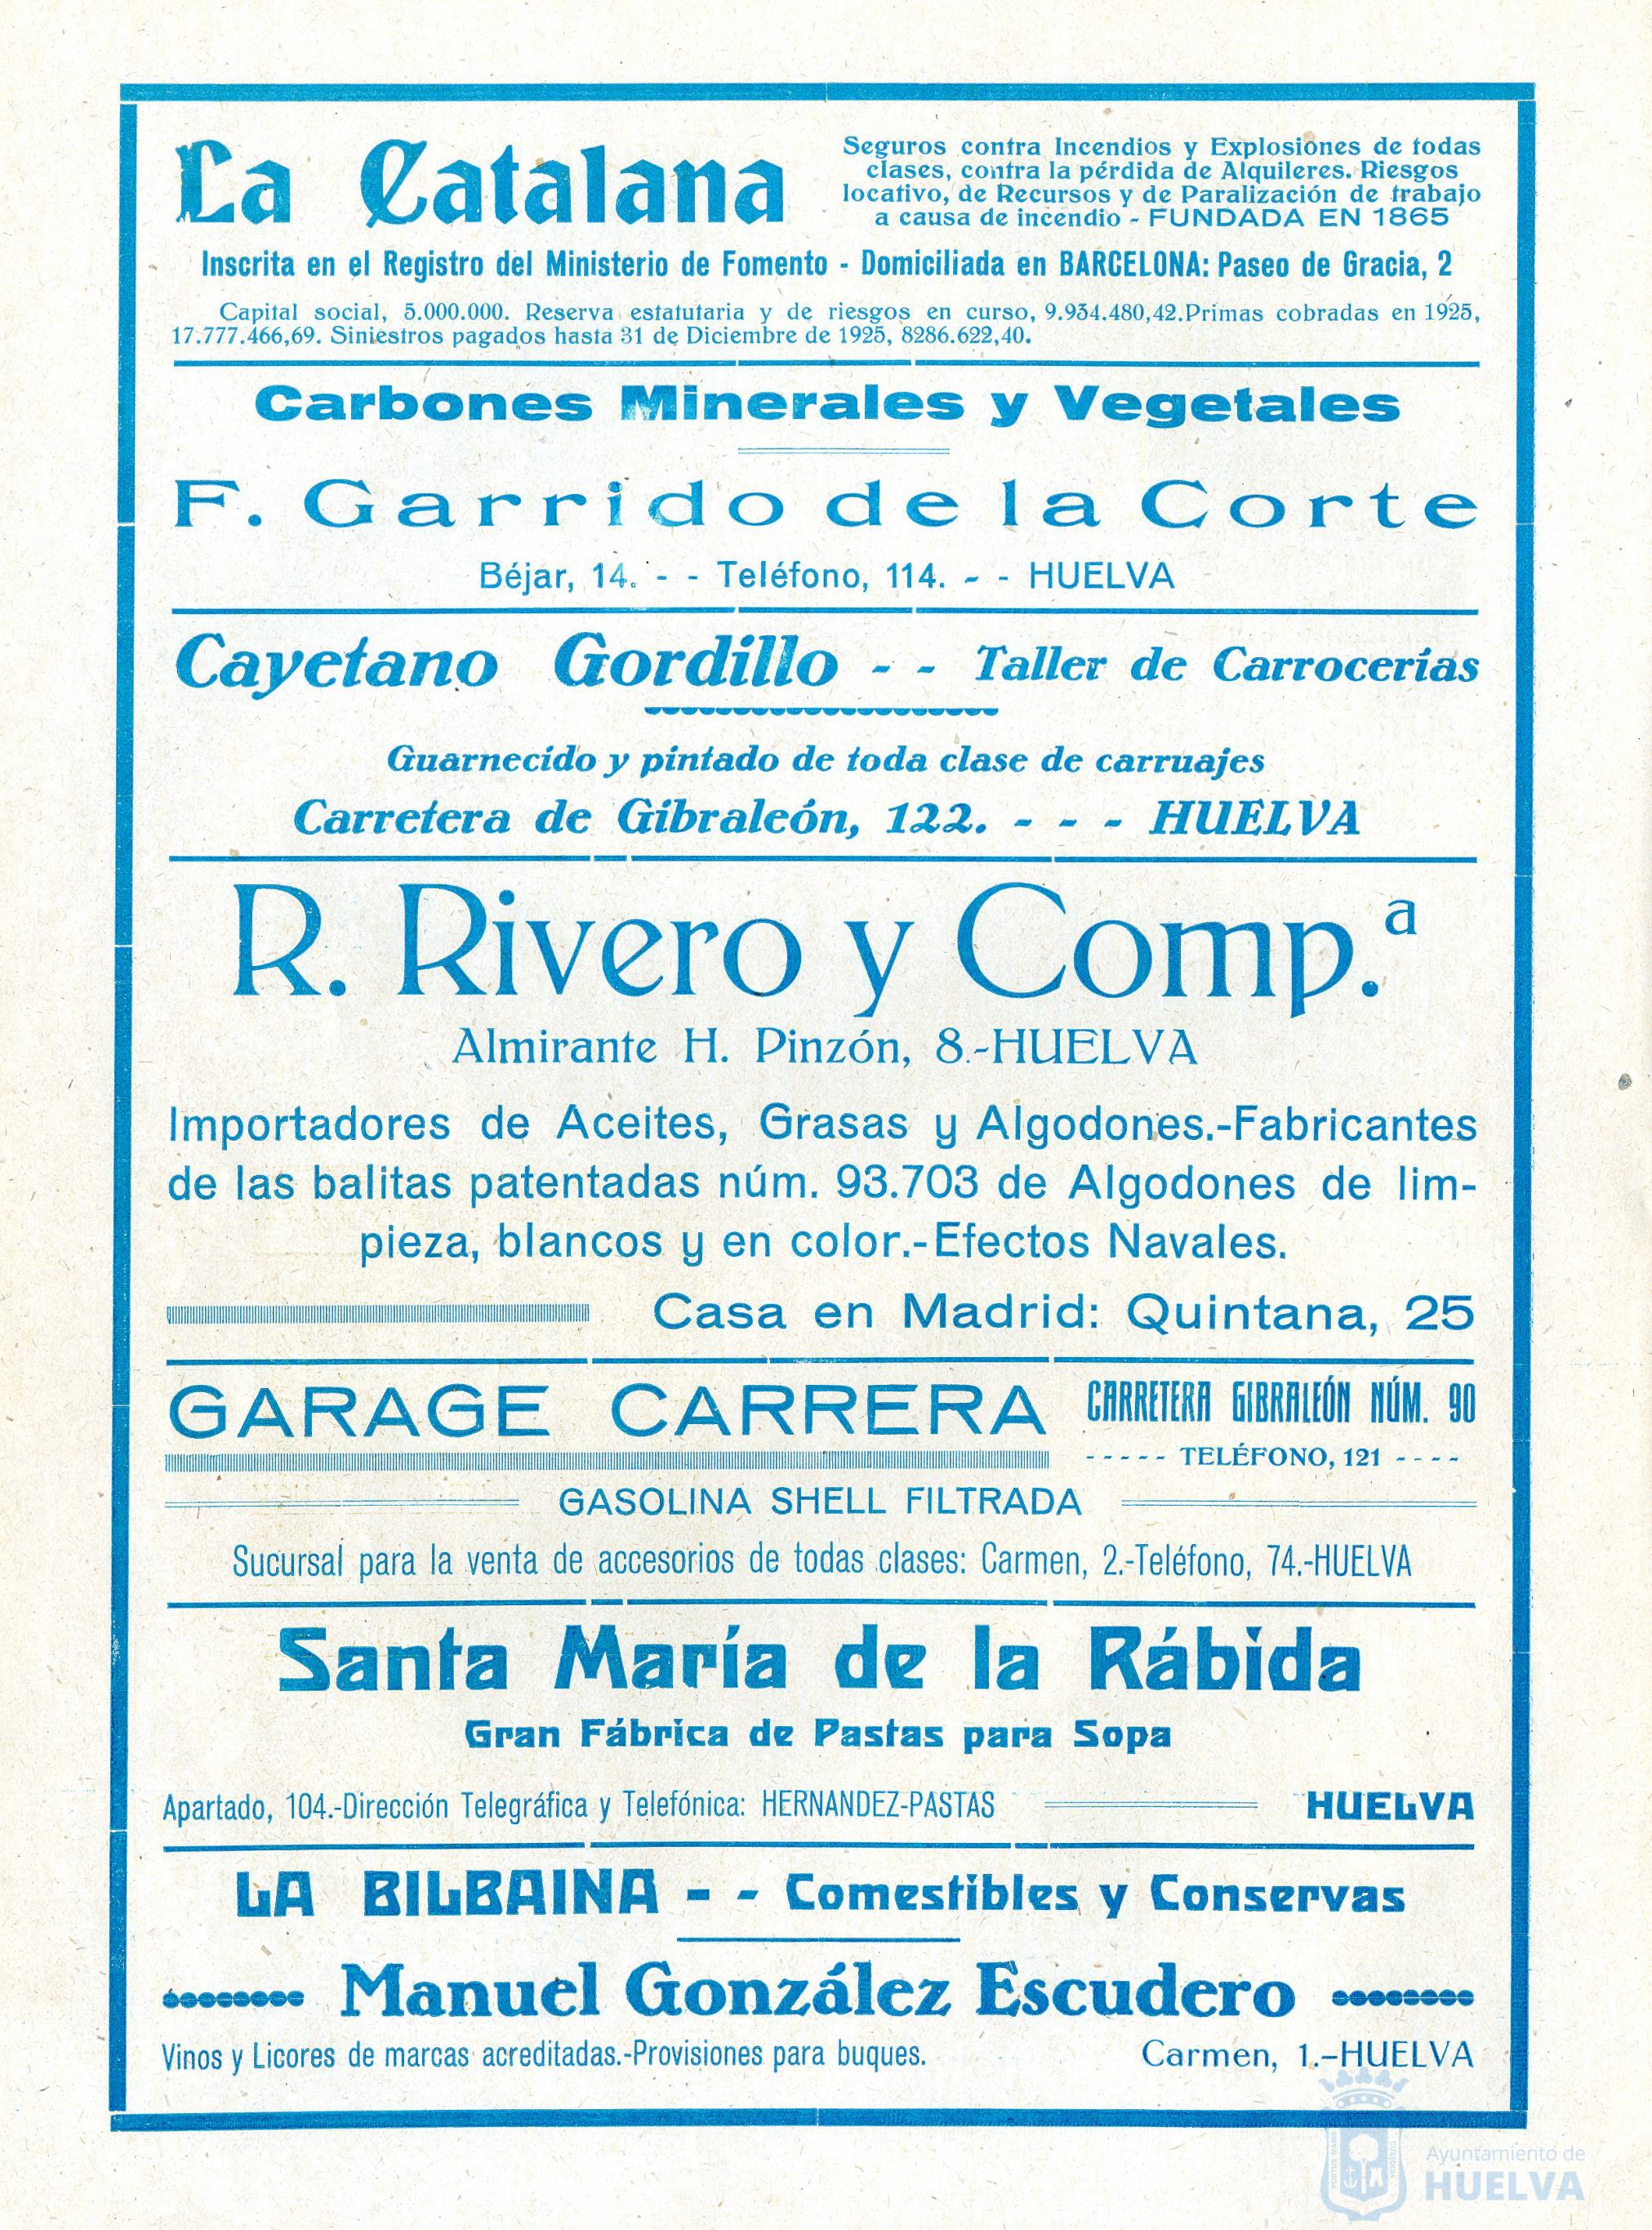 La Catalana
Seguros contra Incendios y Explosiones de todas
clases, contra la pérdida de Alquileres. Riesgos
locativo, de Recursos y de Paralización de trabajo
a causa de incendio - FUNDADA EN 1865
Inscrita en el Registro del Ministerio de Fomento - Domiciliada en BARCELONA: Paseo de Gracia, 2
Capital social, 5.000.000. Reserva estatutaria y de riesgos en curso, 9.934.480,42.Primas cobradas en 1925,
17.777.466,69. Siniestros pagados hasta 31 de Diciembre de 1925, 8286.622,40.
Carbones Minerales y Vegetales
F. Garrido de la Corte
Béjar, 14. - - Teléfono, 114. - - HUELVA
Cayetano Gordillo - - Taller de Carrocerías
Guarnecido y pintado de toda clase de carruajes
Carretera de Gibraleón, 122. - - - HUELVA
R. Rivero y Comp.ª
Almirante H. Pinzón, 8.-HUELVA
Importadores de Aceites, Grasas y Algodones.-Fabricantes
de las balitas patentadas núm. 93.703 de Algodones de lim-
pieza, blancos y en color.-Efectos Navales.
Casa en Madrid: Quintana, 25
GARAGE CARRERA
CARRETERA GIBRALEÓN NÚM. 90
- - - - - TELÉFONO, 121 - - - -
GASOLINA SHELL FILTRADA
Sucursal para la venta de accesorios de todas clases: Carmen, 2.-Teléfono, 74.-HUELVA
Santa María de la Rábida
Gran Fábrica de Pastas para Sopa
Apartado, 104.-Dirección Telegráfica y Telefónica: HERNANDEZ-PASTAS HUELVA
LA BILBAINA - - Comestibles y Conservas
Manuel González Escudero
Vinos y Licores de marcas acreditadas.-Provisiones para buques. Carmen, 1.-HUELVA
Ayuntamiento de
HUELVA